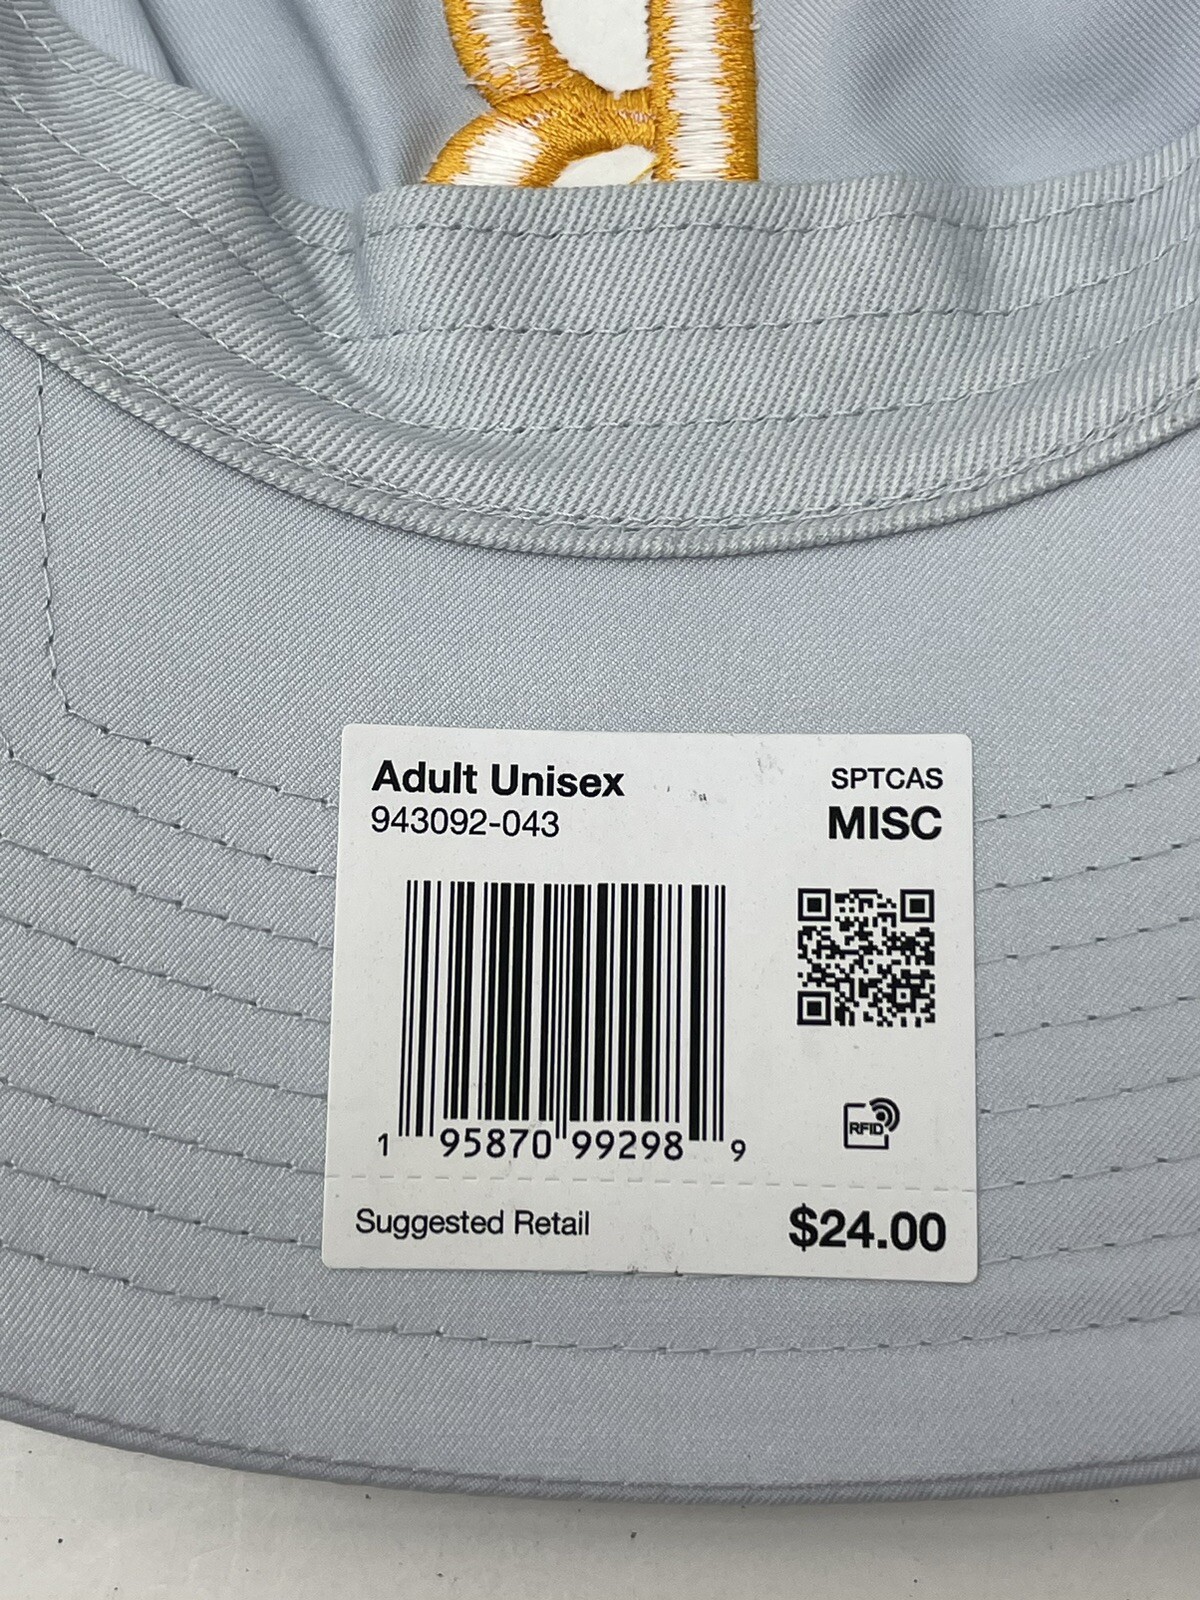 Adult Unisex SPTCAS
943092-043 MISC
RFID
1 95870 99298 9
Suggested Retail $24.00